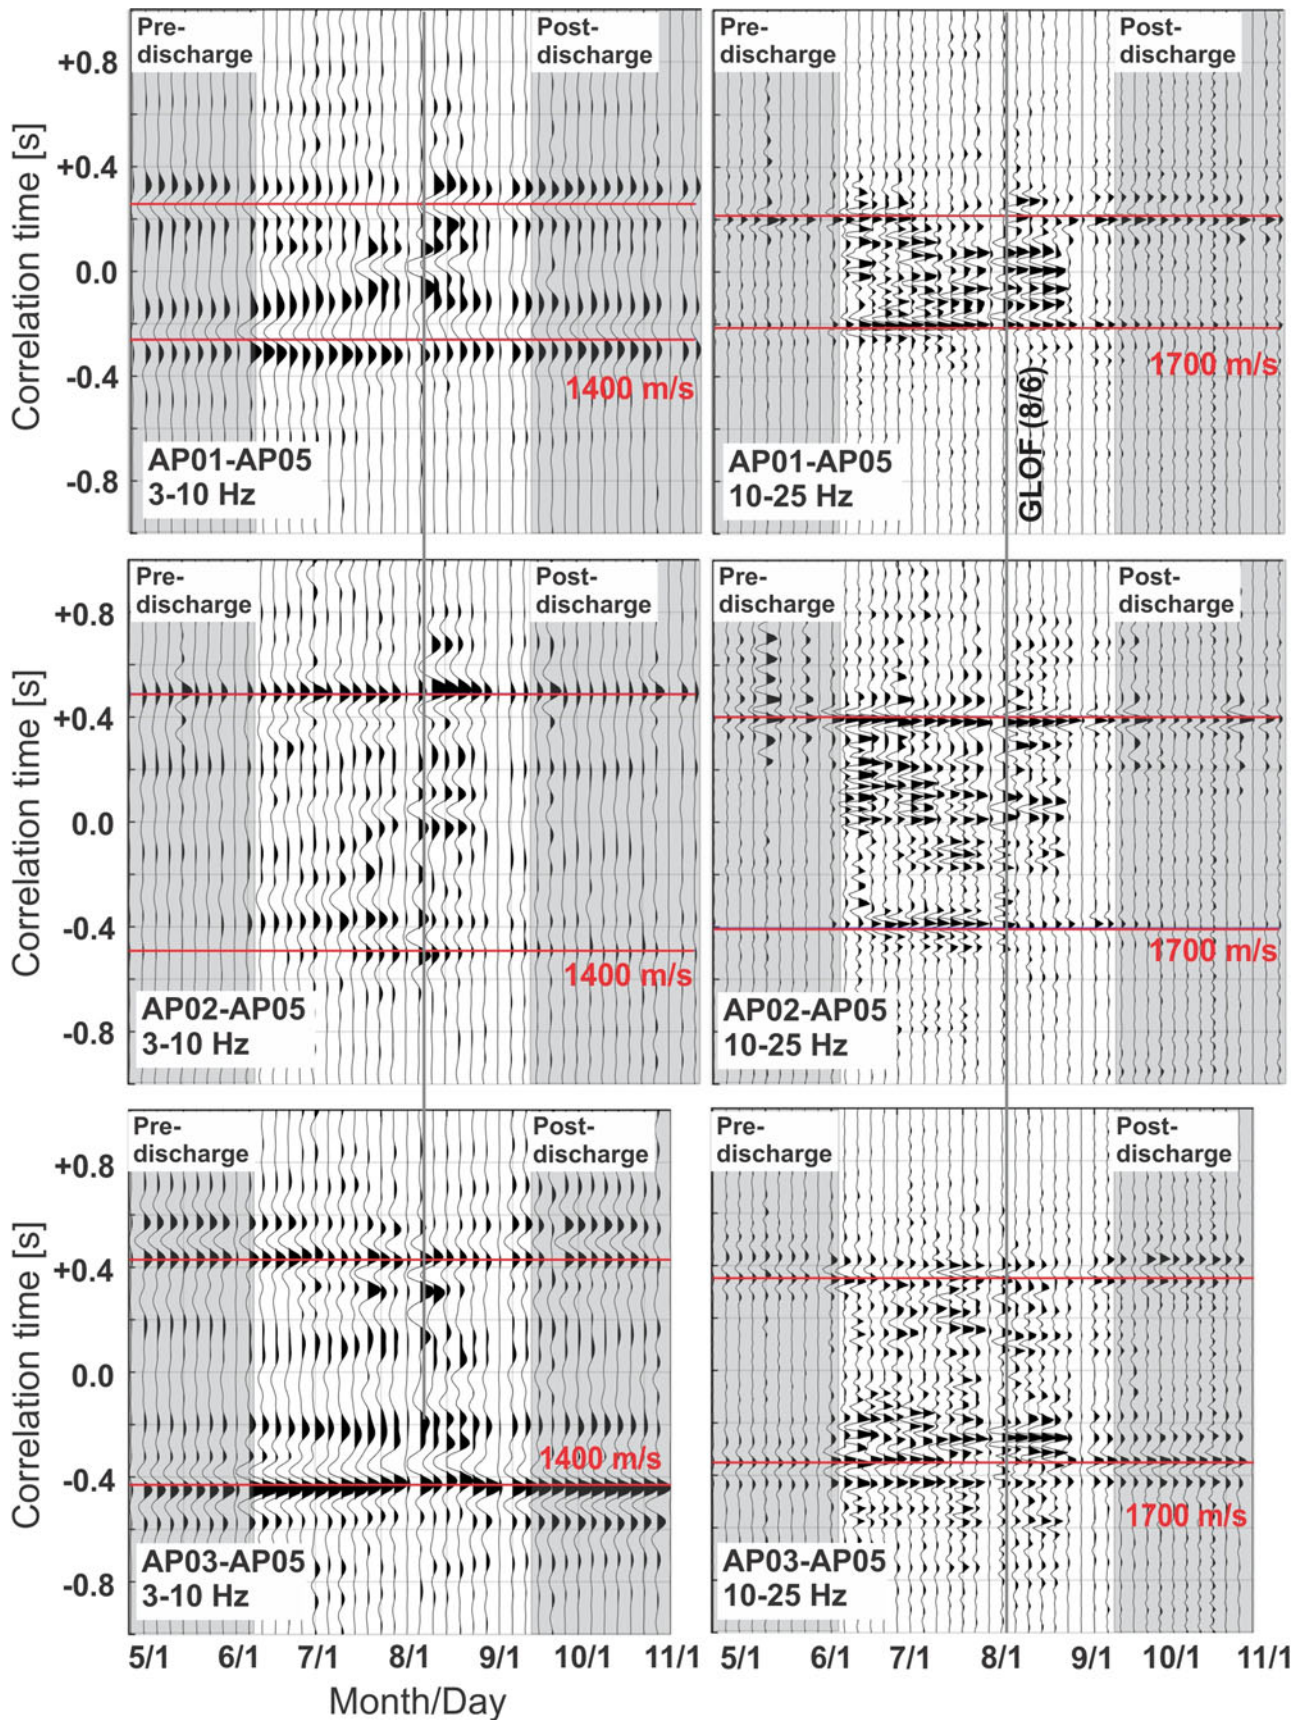 Pre-
discharge
Post-
discharge
+0.8
+0.4
0.0
-0.4
-0.8
Correlation time [s]
1400 m/s
AP01-AP05
3-10 Hz
Pre-
discharge
Post-
discharge
1700 m/s
GLOF (8/6)
AP01-AP05
10-25 Hz
Pre-
discharge
Post-
discharge
+0.8
+0.4
0.0
-0.4
-0.8
Correlation time [s]
1400 m/s
AP02-AP05
3-10 Hz
Pre-
discharge
Post-
discharge
1700 m/s
AP02-AP05
10-25 Hz
Pre-
discharge
Post-
discharge
+0.8
+0.4
0.0
-0.4
-0.8
Correlation time [s]
1400 m/s
AP03-AP05
3-10 Hz
Pre-
discharge
Post-
discharge
1700 m/s
AP03-AP05
10-25 Hz
5/1 6/1 7/1 8/1 9/1 10/1 11/1
5/1 6/1 7/1 8/1 9/1 10/1 11/1
Month/Day